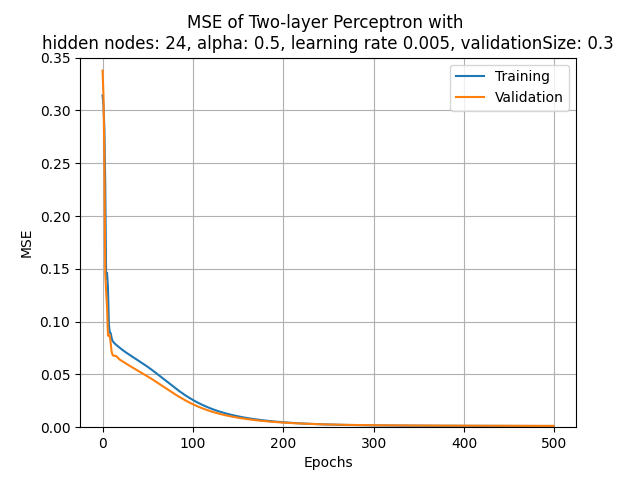 MSE of Two-layer Perceptron with
hidden nodes: 24, alpha: 0.5, learning rate 0.005, validationSize: 0.3
0.35
Training
Validation
0.30
0.25
0.20
MSE
0.15
0.10
0.05
0.00
0 100 200 300 400 500
Epochs